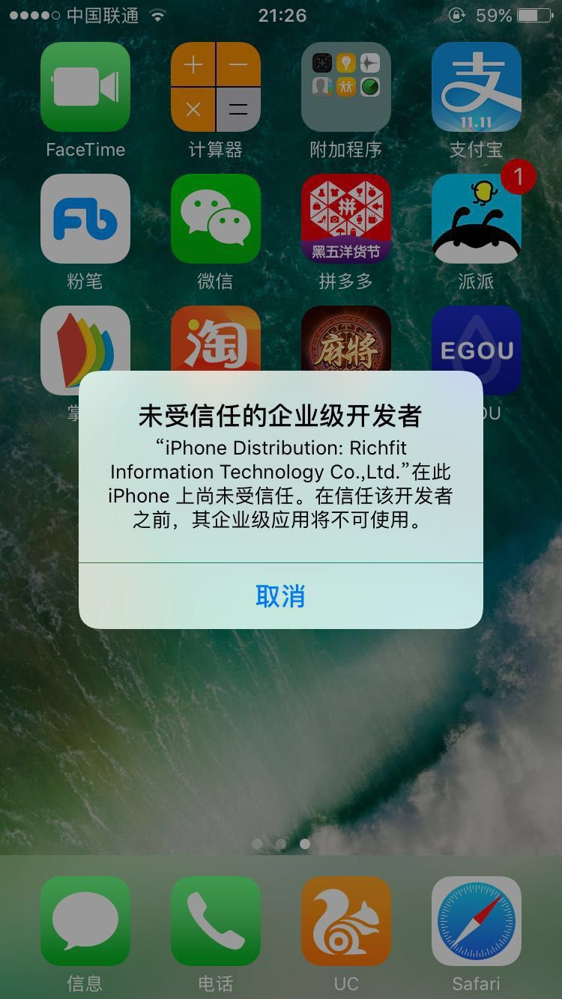 中国联通 21:26 59%
11.11
FaceTime 计算器 附加程序 支付宝
1
拼
黑五洋货节
粉笔 微信 拼多多 派派
淘 麻将 EGOU
掌 OU
未受信任的企业级开发者
“iPhone Distribution: Richfit
Information Technology Co.,Ltd.”在此
iPhone 上尚未受信任。在信任该开发者
之前，其企业级应用将不可使用。
取消
信息 电话 UC Safari